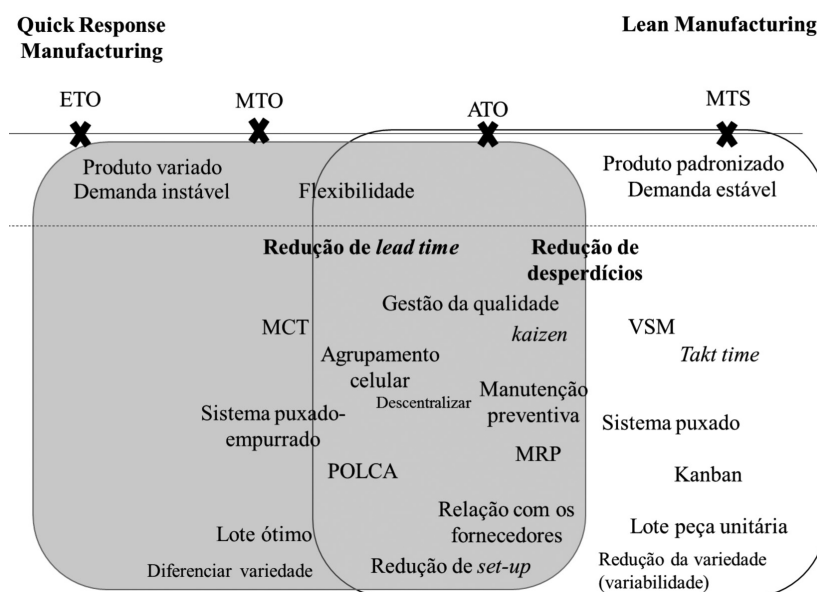 Quick Response
Manufacturing
Lean Manufacturing
ETO
MTO
ATO
MTS
Produto variado
Demanda instável
Flexibilidade
Produto padronizado
Demanda estável
Redução de lead time
Redução de
desperdícios
Gestão da qualidade
MCT
kaizen
VSM
Takt time
Agrupamento
celular
Descentralizar
Manutenção
preventiva
Sistema puxado-
empurrado
Sistema puxado
MRP
POLCA
Kanban
Relação com os
fornecedores
Lote ótimo
Lote peça unitária
Diferenciar variedade
Redução de set-up
Redução da variedade
(variabilidade)